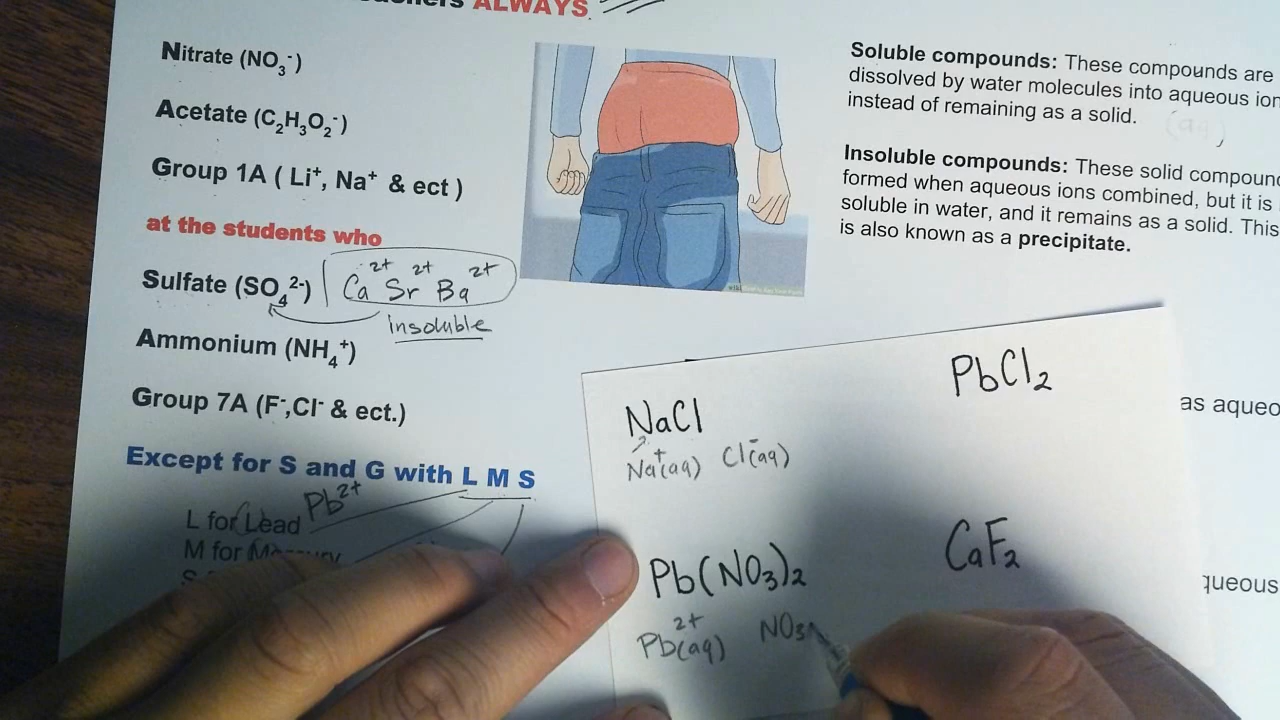 ALWAYS.
Nitrate (NO₃⁻)
Acetate (C₂H₃O₂⁻)
Group 1A ( Li⁺, Na⁺ & ect )
at the students who
Sulfate (SO₄²⁻) Ca²⁺ Sr²⁺ Ba²⁺
insoluble
Ammonium (NH₄⁺)
Group 7A (F⁻,Cl⁻ & ect.)
Except for S and G with L M S
L for Lead Pb²⁺
M for
Soluble compounds: These compounds are
dissolved by water molecules into aqueous ion
instead of remaining as a solid.
(aq)
Insoluble compounds: These solid compound
formed when aqueous ions combined, but it is
soluble in water, and it remains as a solid. This
is also known as a precipitate.
as aqueo
queous
NaCl
Na⁺(aq) Cl⁻(aq)
PbCl₂
Pb(NO₃)₂
Pb²⁺(aq) NO₃
CaF₂